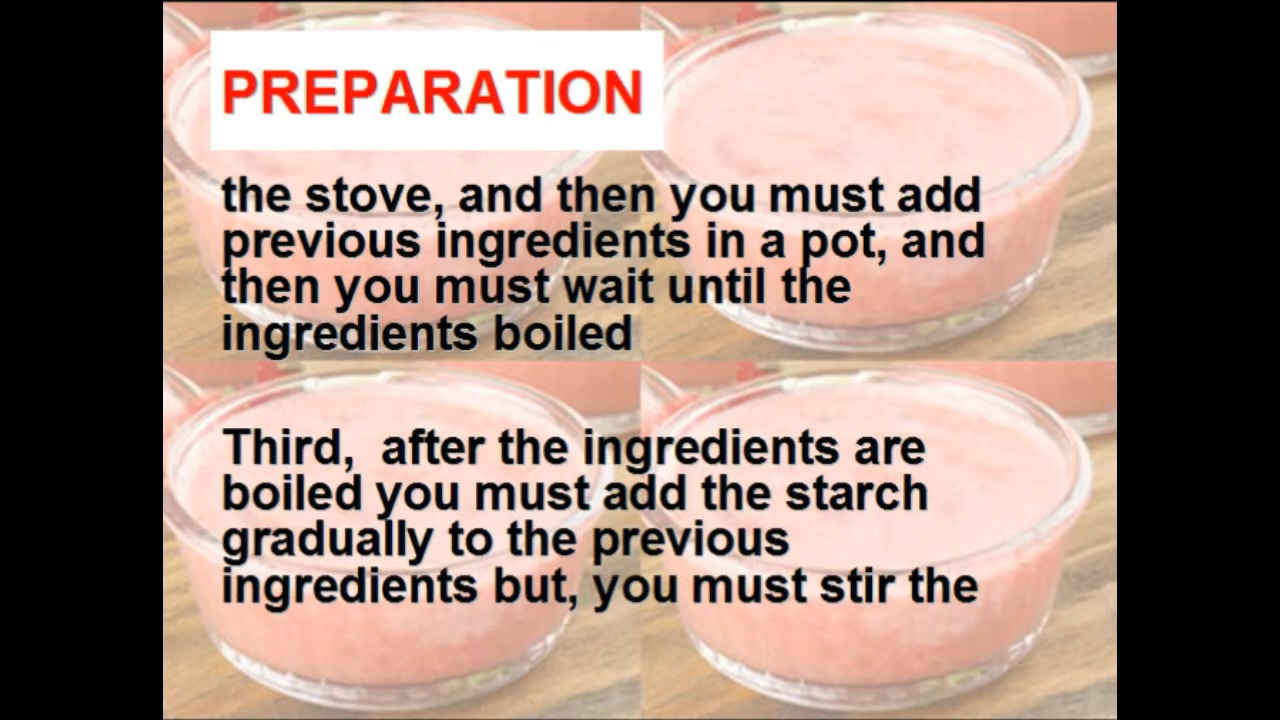 PREPARATION
the stove, and then you must add
previous ingredients in a pot, and
then you must wait until the
ingredients boiled
Third,  after the ingredients are
boiled you must add the starch
gradually to the previous
ingredients but, you must stir the